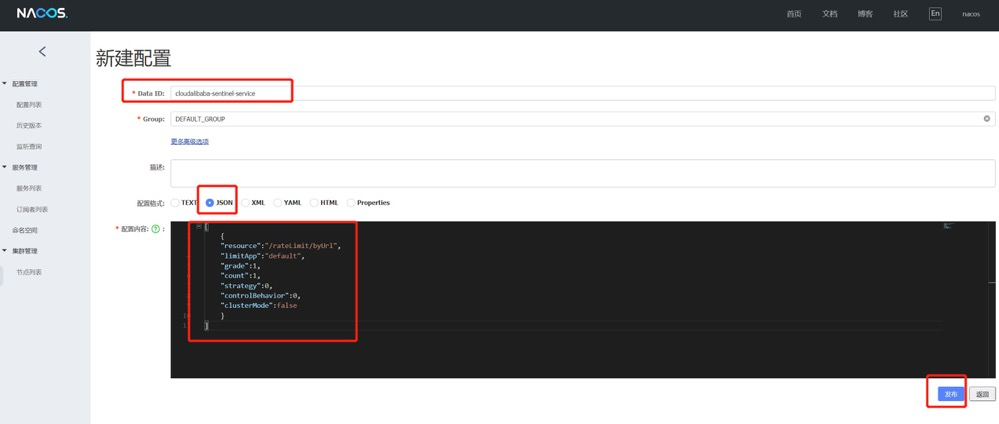 NACOS.
首页 文档 博客 社区 En nacos
新建配置
配置管理
配置列表
历史版本
监听查询
服务管理
服务列表
订阅者列表
命名空间
集群管理
节点列表
* Data ID: cloudalibaba-sentinel-service
* Group: DEFAULT_GROUP
更多高级选项
描述:
配置格式: TEXT JSON XML YAML HTML Properties
* 配置内容: ? :
[
{
"resource":"/rateLimit/byUrl",
"limitApp":"default",
"grade":1,
"count":1,
"strategy":0,
"controlBehavior":0,
"clusterMode":false
}
]
发布 返回